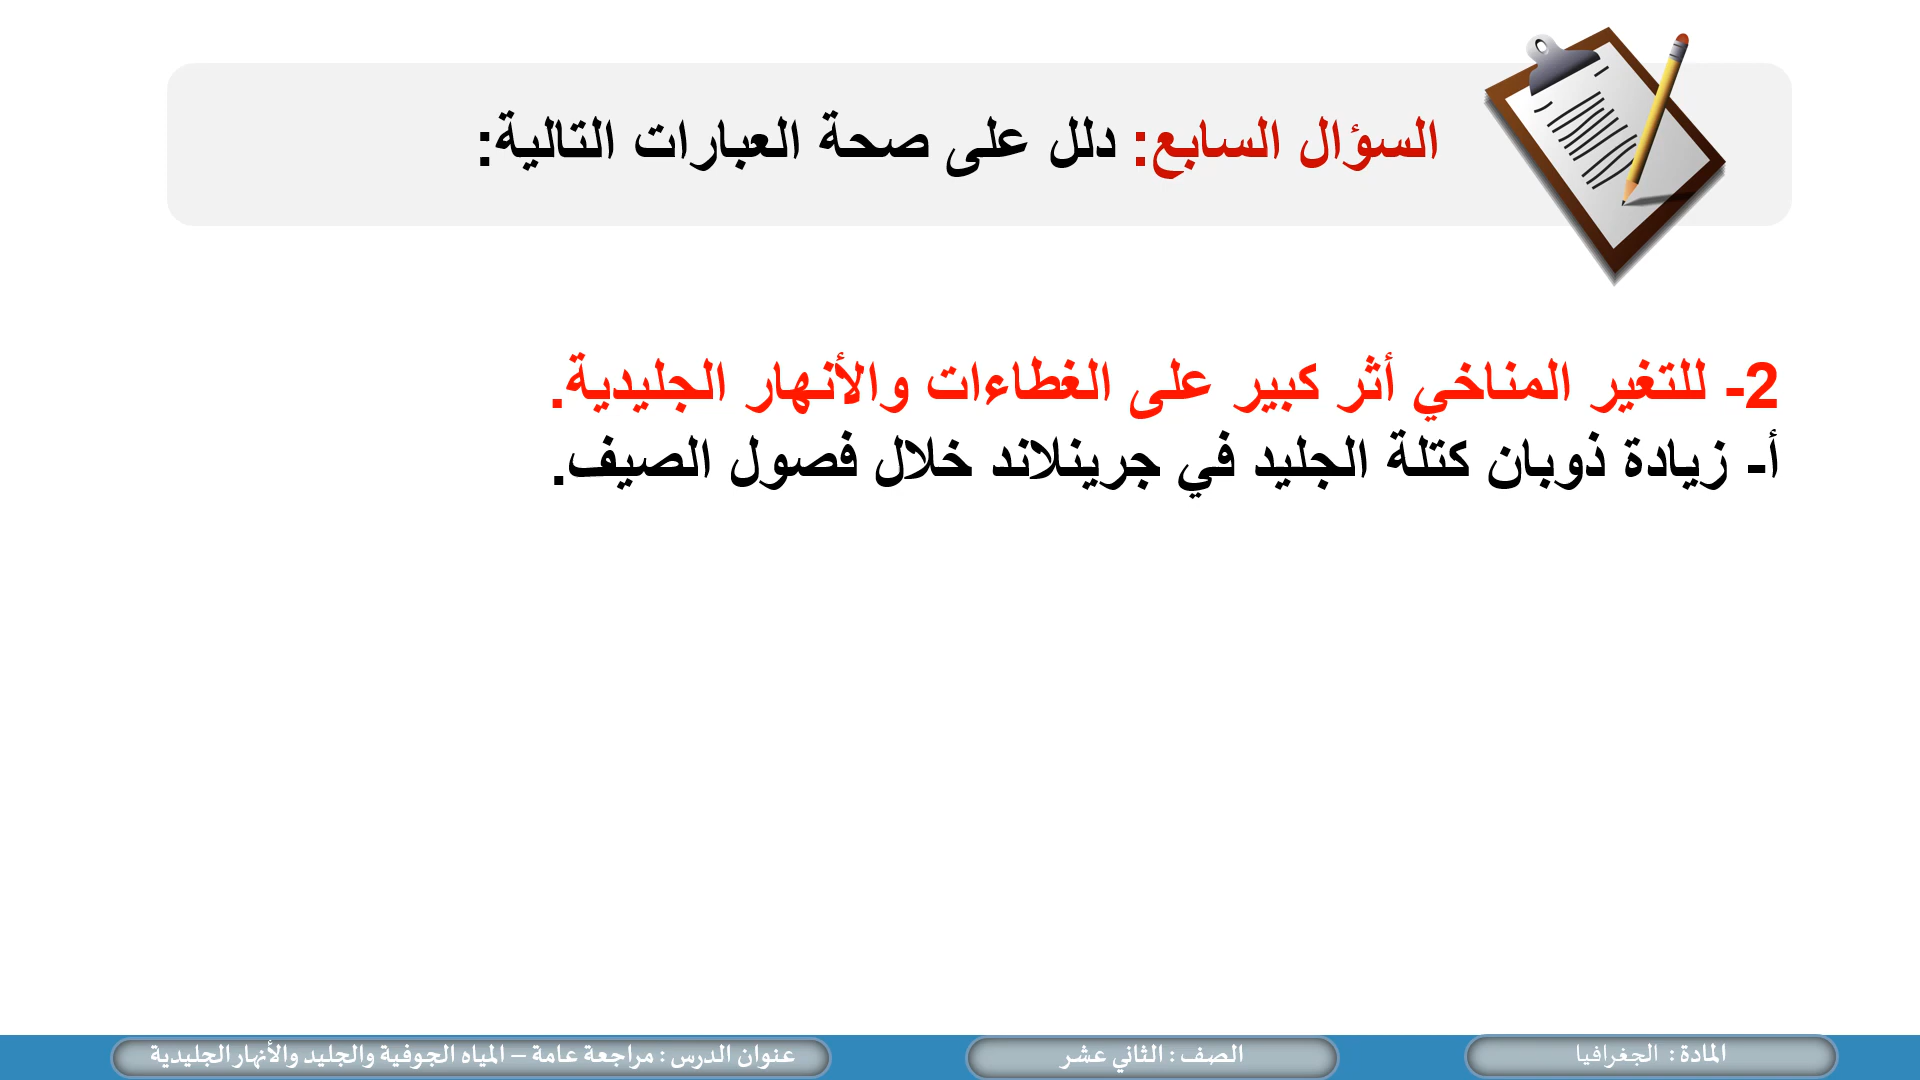 السؤال السابع: دلل على صحة العبارات التالية:
2- للتغير المناخي أثر كبير على الغطاءات والأنهار الجليدية.
أ- زيادة ذوبان كتلة الجليد في جرينلاند خلال فصول الصيف.
المادة : الجغرافيا
الصف : الثاني عشر
عنوان الدرس : مراجعة عامة – المياه الجوفية والجليد والأنهار الجليدية